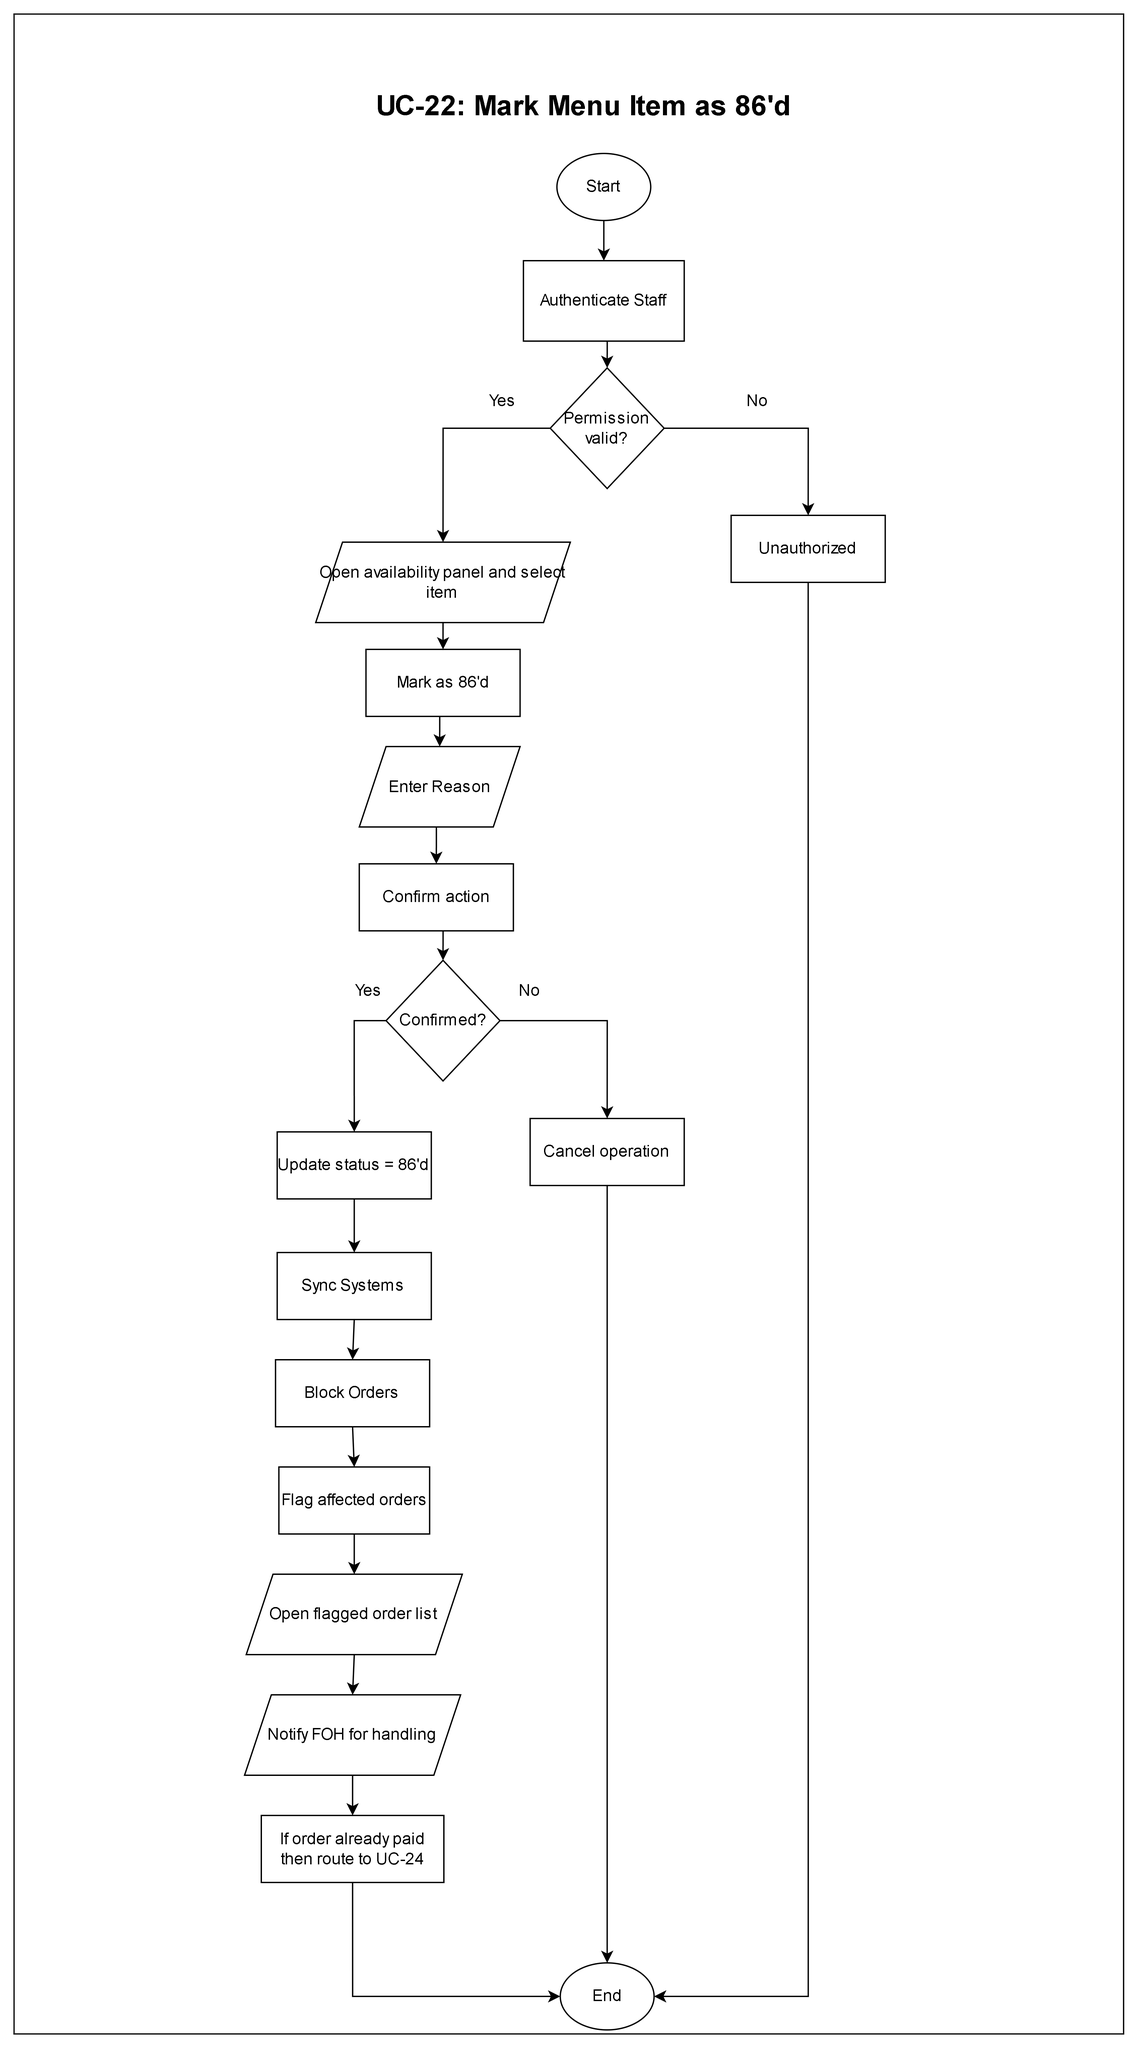 UC-22: Mark Menu Item as 86'd
Start
Authenticate Staff
Yes
No
Permission
valid?
Open availability panel and select
item
Unauthorized
Mark as 86'd
Enter Reason
Confirm action
Yes
No
Confirmed?
Update status = 86'd
Cancel operation
Sync Systems
Block Orders
Flag affected orders
Open flagged order list
Notify FOH for handling
If order already paid
then route to UC-24
End